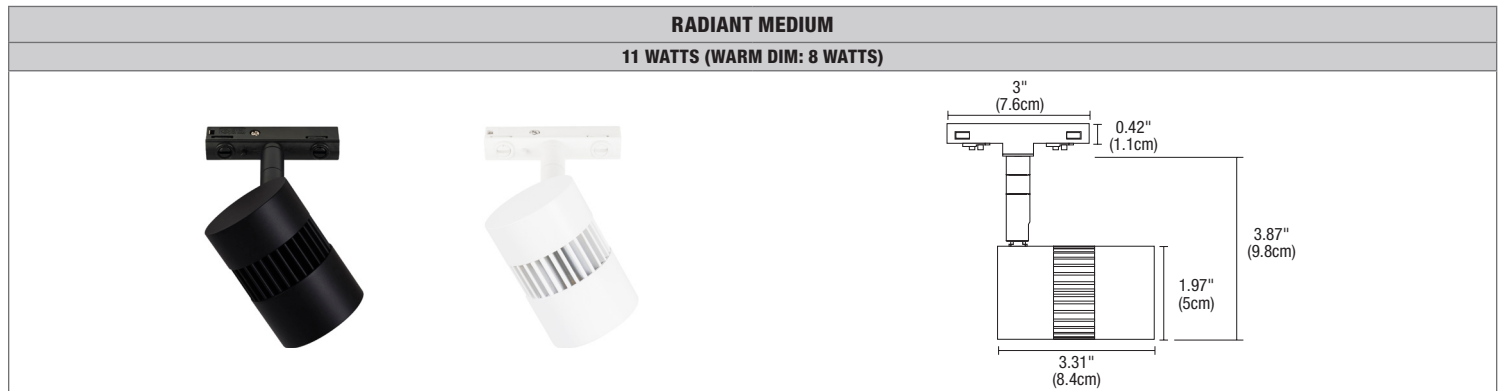 RADIANT MEDIUM
11 WATTS (WARM DIM: 8 WATTS)
3"
(7.6cm)
0.42"
(1.1cm)
3.87"
(9.8cm)
1.97"
(5cm)
3.31"
(8.4cm)